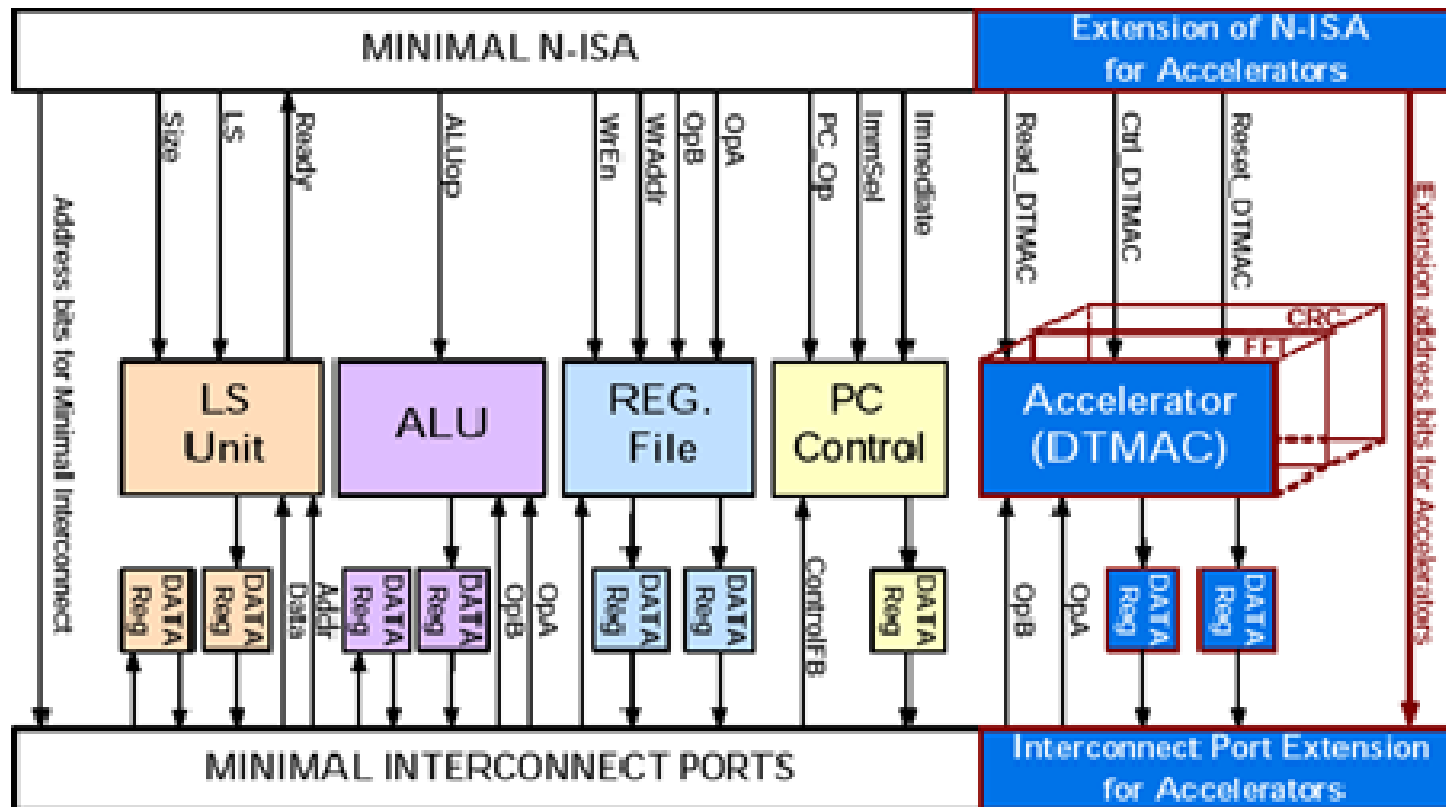 MINIMAL N-ISA
Extension of N-ISA
for Accelerators
Address bits for Minimal Interconnect
Size
LS
Ready
ALUop
WrEn
WrAddr
OpB
OpA
PC_Op
ImmSel
Immediate
Read_DTMAC
Ctrl_DTMAC
Reset_DTMAC
Extension address bits for Accelerators
CRC
FFT
LS
Unit
ALU
REG.
File
PC
Control
Accelerator
(DTMAC)
DATA
Reg
DATA
Reg
Data
Addr
DATA
Reg
DATA
Reg
OpB
OpA
DATA
Reg
DATA
Reg
ControlFB
DATA
Reg
OpB
OpA
DATA
Reg
DATA
Reg
MINIMAL INTERCONNECT PORTS
Interconnect Port Extension
for Accelerators